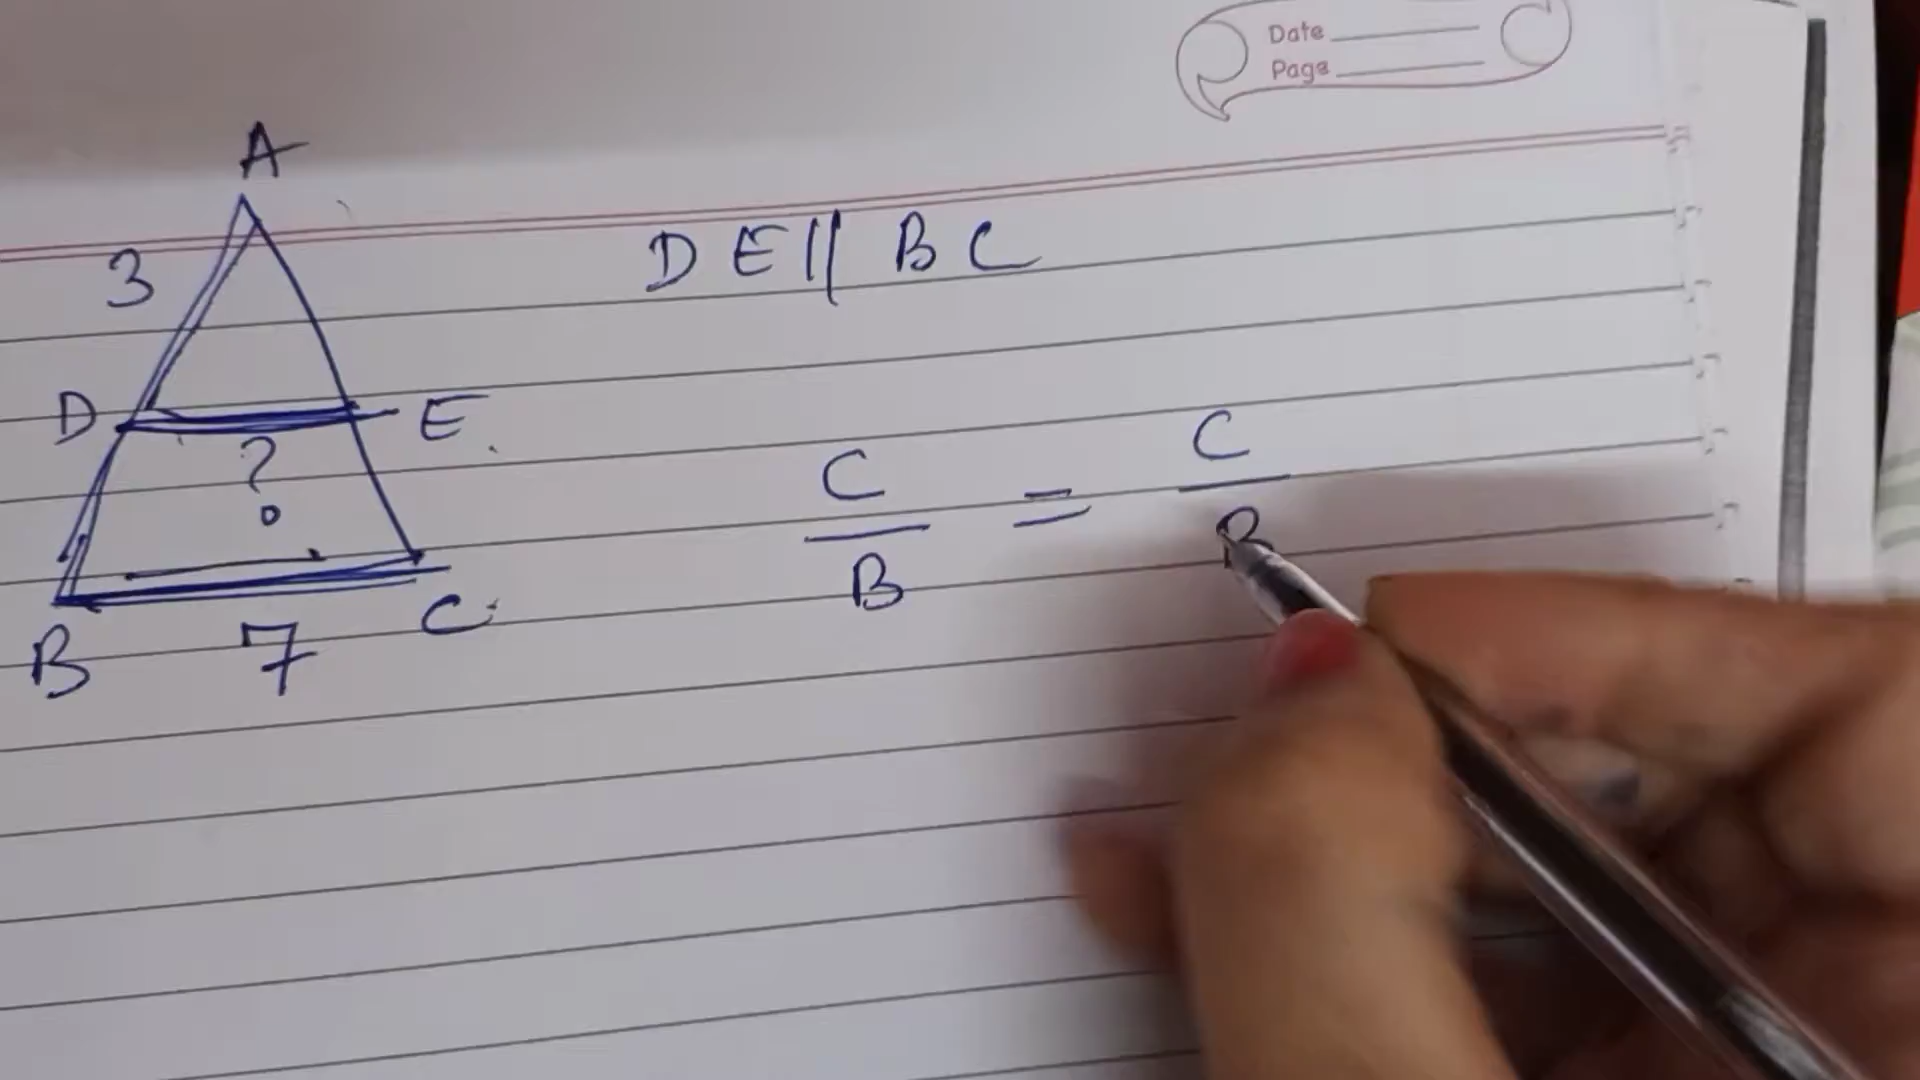 Date
Page
A
3
DE || BC
D E
?
C/B = C/B
B 7 C